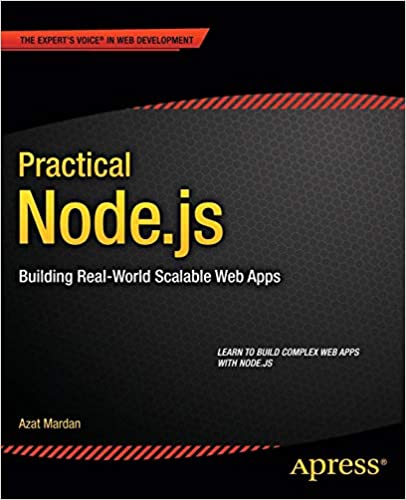 THE EXPERT'S VOICE® IN WEB DEVELOPMENT
Practical
Node.js
Building Real-World Scalable Web Apps
LEARN TO BUILD COMPLEX WEB APPS
WITH NODE.JS
Azat Mardan
Apress®